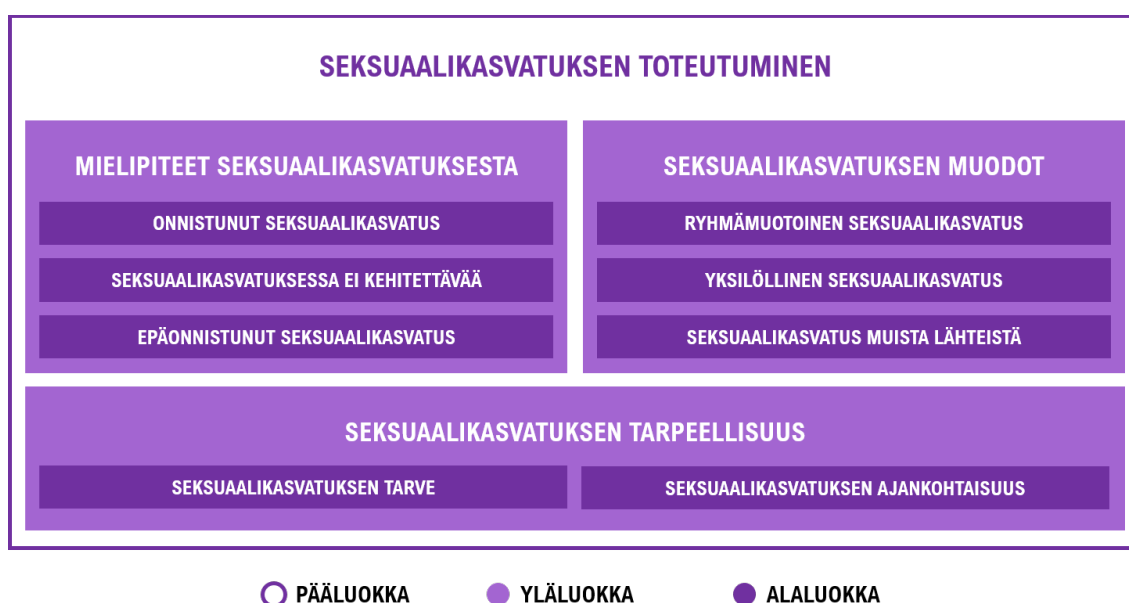 SEKSUAALIKASVATUKSEN TOTEUTUMINEN
MIELIPITEET SEKSUAALIKASVATUKSESTA
ONNISTUNUT SEKSUAALIKASVATUS
SEKSUAALIKASVATUKSESSA EI KEHITETTÄVÄÄ
EPÄONNISTUNUT SEKSUAALIKASVATUS
SEKSUAALIKASVATUKSEN MUODOT
RYHMÄMUOTOINEN SEKSUAALIKASVATUS
YKSILÖLLINEN SEKSUAALIKASVATUS
SEKSUAALIKASVATUS MUISTA LÄHTEISTÄ
SEKSUAALIKASVATUKSEN TARPEELLISUUS
SEKSUAALIKASVATUKSEN TARVE
SEKSUAALIKASVATUKSEN AJANKOHTAISUUS
PÄÄLUOKKA
YLÄLUOKKA
ALALUOKKA